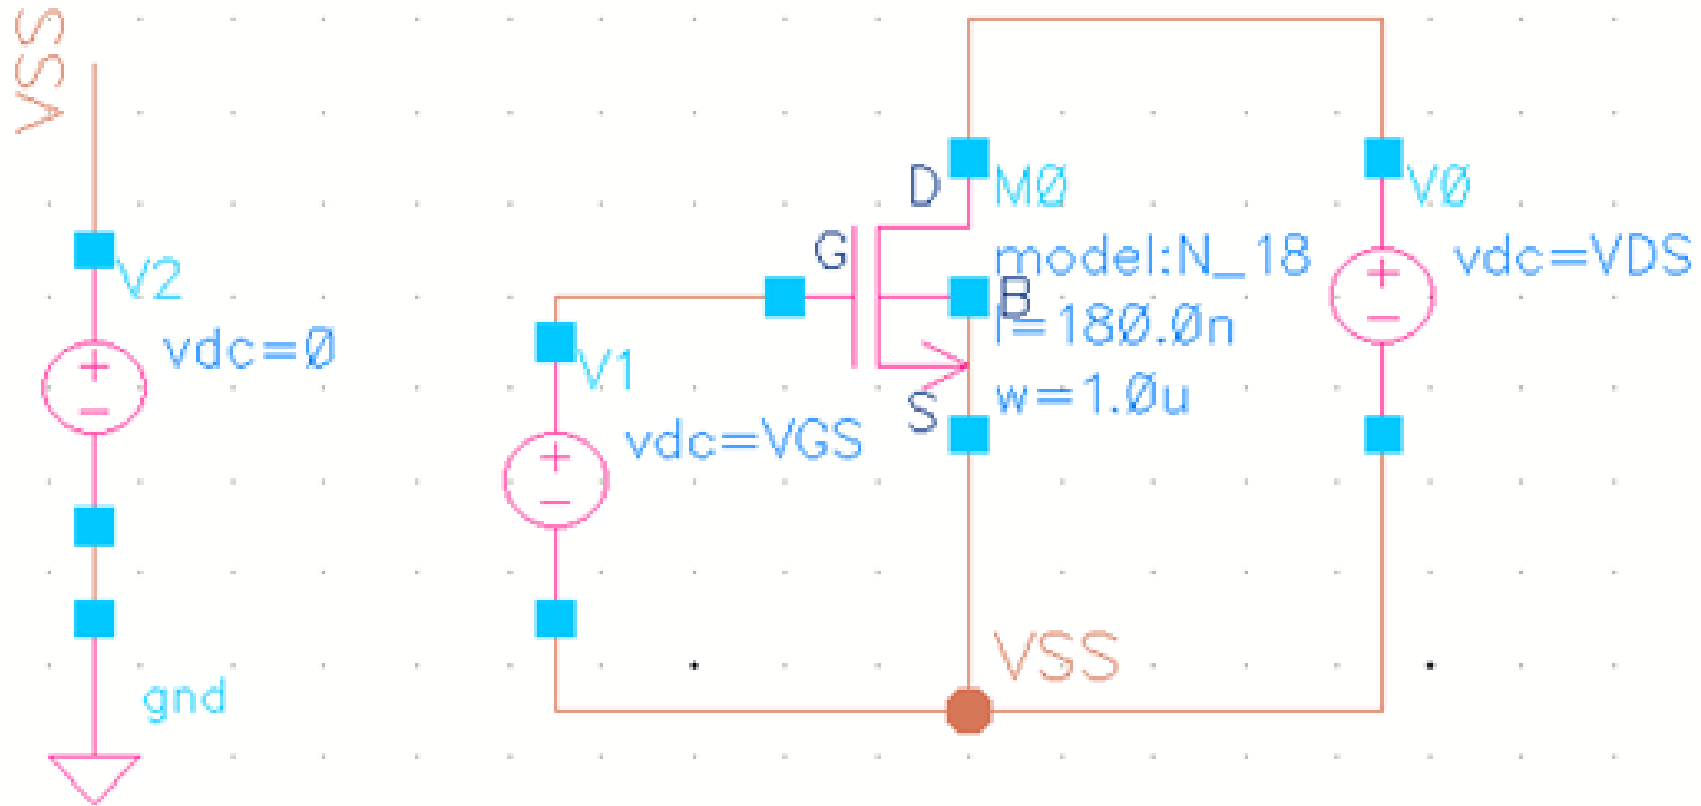 VSS
V2
vdc=0
gnd
V1
vdc=VGS
G
D
S
B
M0
model:N_18
l=180.0n
w=1.0u
V0
vdc=VDS
VSS